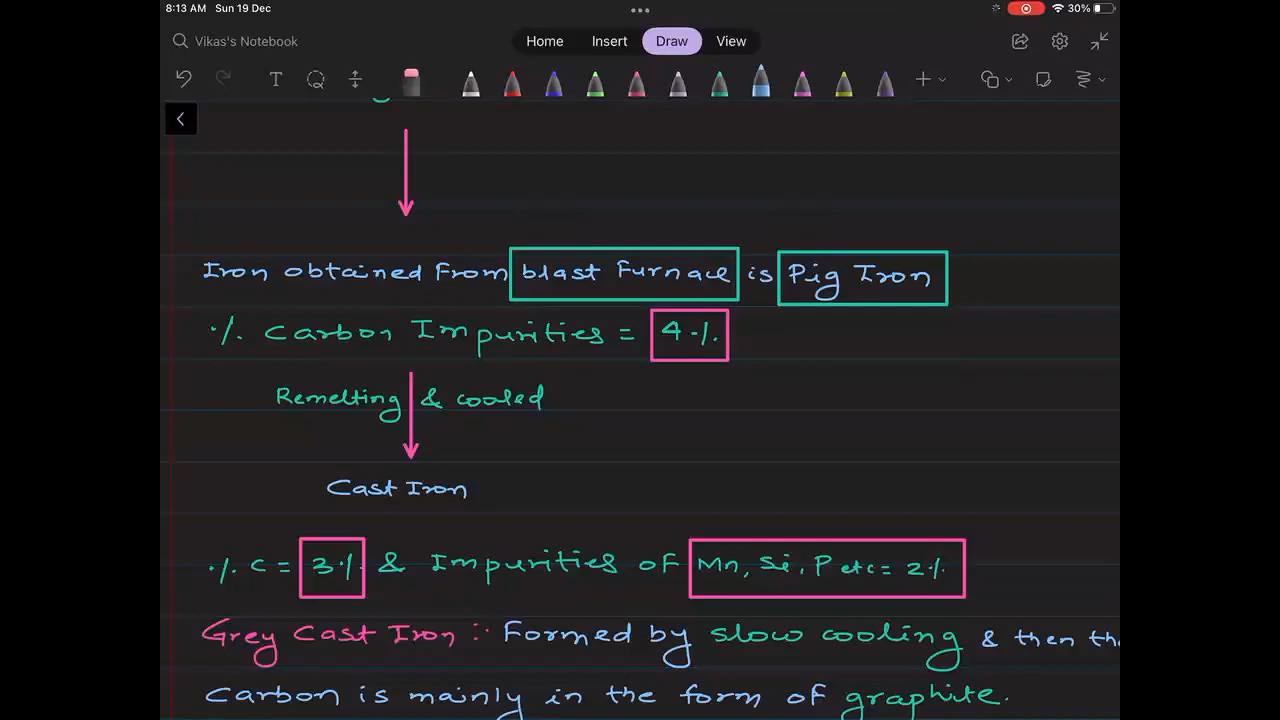 8:13 AM Sun 19 Dec
30%
Vikas's Notebook
Home Insert Draw View
Iron obtained From blast Furnace is Pig Iron
% Carbon Impurities = 4%
Remelting & cooled
Cast Iron
% C = 3% & Impurities of Mn, Si, P etc = 2%
Grey Cast Iron :- Formed by slow cooling & then
Carbon is mainly in the form of graphite.